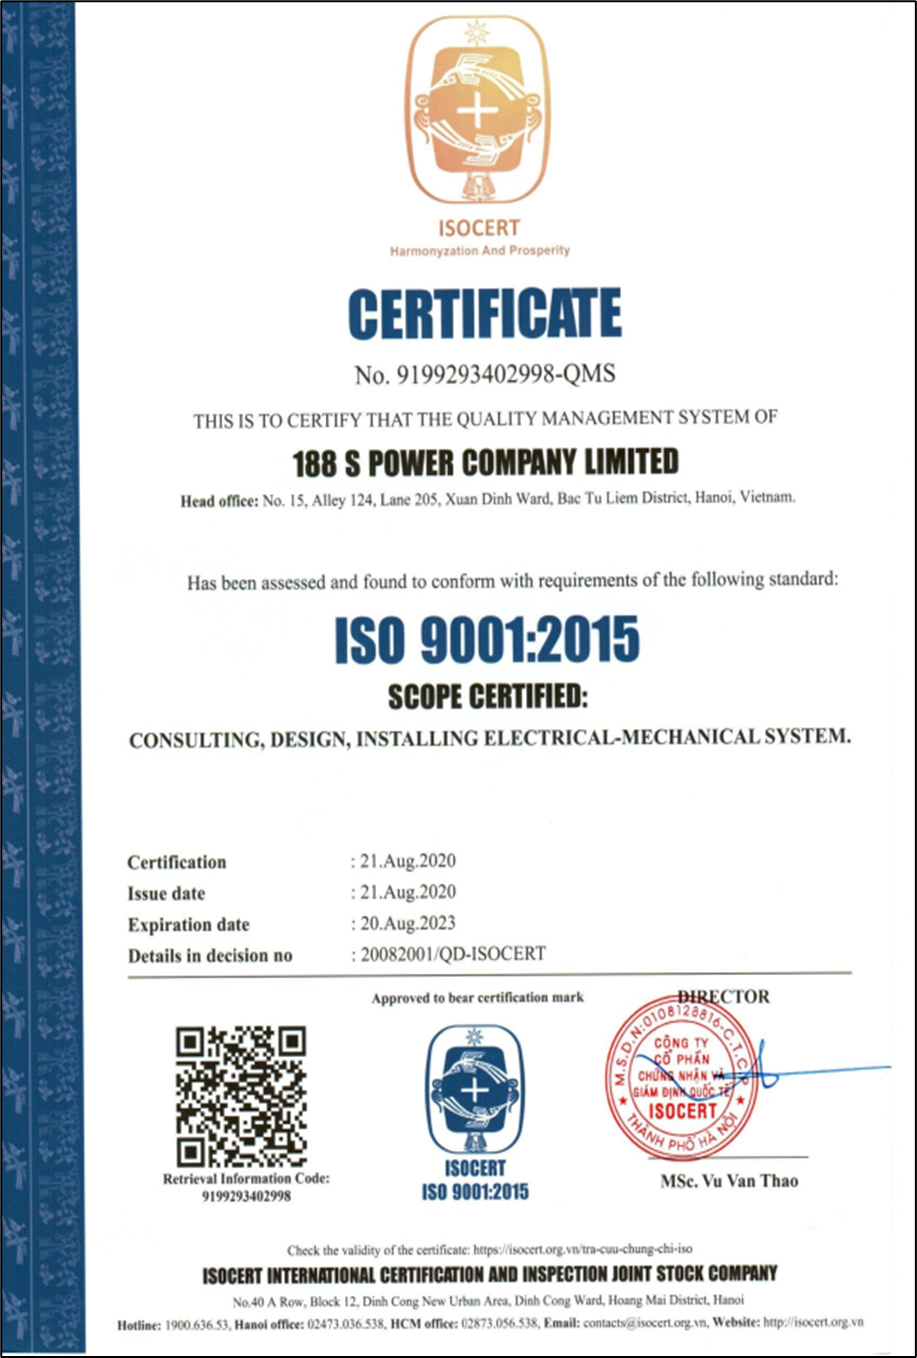 ISOCERT
Harmonyzation And Prosperity
CERTIFICATE
No. 9199293402998-QMS
THIS IS TO CERTIFY THAT THE QUALITY MANAGEMENT SYSTEM OF
188 S POWER COMPANY LIMITED
Head office: No. 15, Alley 124, Lane 205, Xuan Dinh Ward, Bac Tu Liem District, Hanoi, Vietnam.
Has been assessed and found to conform with requirements of the following standard:
ISO 9001:2015
SCOPE CERTIFIED:
CONSULTING, DESIGN, INSTALLING ELECTRICAL-MECHANICAL SYSTEM.
Certification : 21.Aug.2020
Issue date : 21.Aug.2020
Expiration date : 20.Aug.2023
Details in decision no : 20082001/QD-ISOCERT
Approved to bear certification mark
DIRECTOR
M.S.D.N:0108128816-C.T.C.P
CÔNG TY
CỔ PHẦN
CHỨNG NHẬN VÀ
GIÁM ĐỊNH QUỐC TẾ
ISOCERT
THÀNH PHỐ HÀ NỘI
ISOCERT
ISO 9001:2015
Retrieval Information Code:
9199293402998
MSc. Vu Van Thao
Check the validity of the certificate: https://isocert.org.vn/tra-cuu-chung-chi-iso
ISOCERT INTERNATIONAL CERTIFICATION AND INSPECTION JOINT STOCK COMPANY
No.40 A Row, Block 12, Dinh Cong New Urban Area, Dinh Cong Ward, Hoang Mai District, Hanoi
Hotline: 1900.636.53, Hanoi office: 02473.036.538, HCM office: 02873.056.538, Email: contacts@isocert.org.vn, Website: http://isocert.org.vn